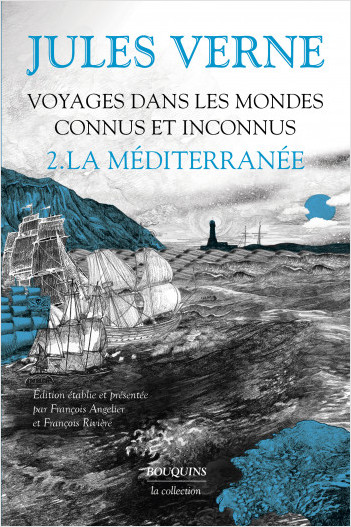 JULES VERNE
VOYAGES DANS LES MONDES
CONNUS ET INCONNUS
2. LA MÉDITERRANÉE
Édition établie et présentée
par François Angelier
et François Rivière
BOUQUINS
la collection